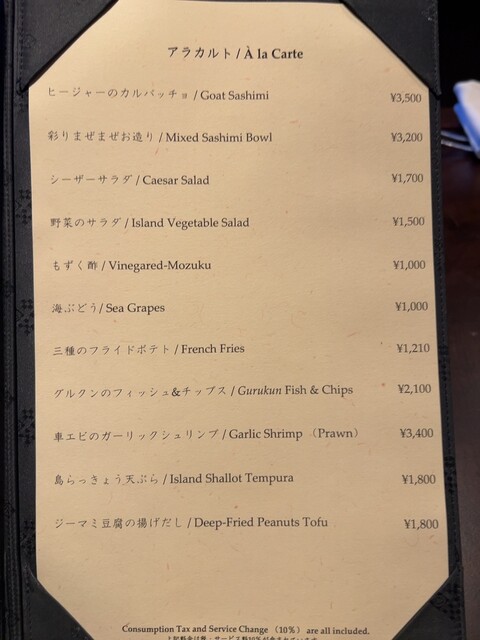 アラカルト / À la Carte
ヒージャーのカルパッチョ / Goat Sashimi ¥3,500
彩りまぜまぜお造り / Mixed Sashimi Bowl ¥3,200
シーザーサラダ / Caesar Salad ¥1,700
野菜のサラダ / Island Vegetable Salad ¥1,500
もずく酢 / Vinegared-Mozuku ¥1,000
海ぶどう/ Sea Grapes ¥1,000
三種のフライドポテト / French Fries ¥1,210
グルクンのフィッシュ&チップス / Gurukun Fish & Chips ¥2,100
車エビのガーリックシュリンプ / Garlic Shrimp （Prawn） ¥3,400
島らっきょう天ぷら / Island Shallot Tempura ¥1,800
ジーマミ豆腐の揚げだし / Deep-Fried Peanuts Tofu ¥1,800
Consumption Tax and Service Change （10%） are all included.